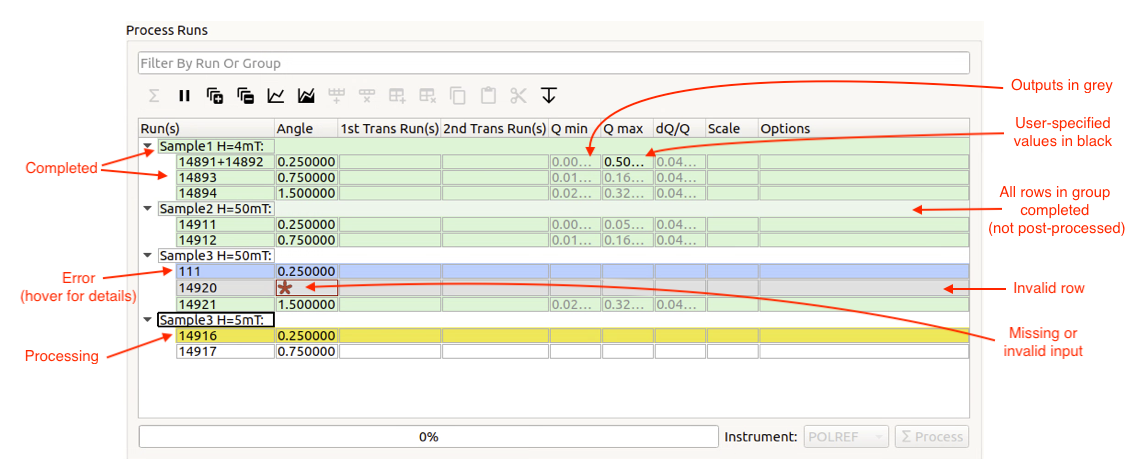 Process Runs
Filter By Run Or Group
Outputs in grey
Run(s) Angle 1st Trans Run(s) 2nd Trans Run(s) Q min Q max dQ/Q Scale Options
User-specified
values in black
Sample1 H=4mT:
14891+14892 0.250000 0.00... 0.50... 0.04...
Completed
14893 0.750000 0.01... 0.16... 0.04...
14894 1.500000 0.02... 0.32... 0.04...
All rows in group
completed
(not post-processed)
Sample2 H=50mT:
14911 0.250000 0.00... 0.05... 0.04...
14912 0.750000 0.01... 0.16... 0.04...
Sample3 H=50mT:
Error
(hover for details)
111 0.250000
14920 *
Invalid row
14921 1.500000 0.02... 0.32... 0.04...
Sample3 H=5mT:
14916 0.250000
Processing
14917 0.750000
Missing or
invalid input
0% Instrument: POLREF Σ Process